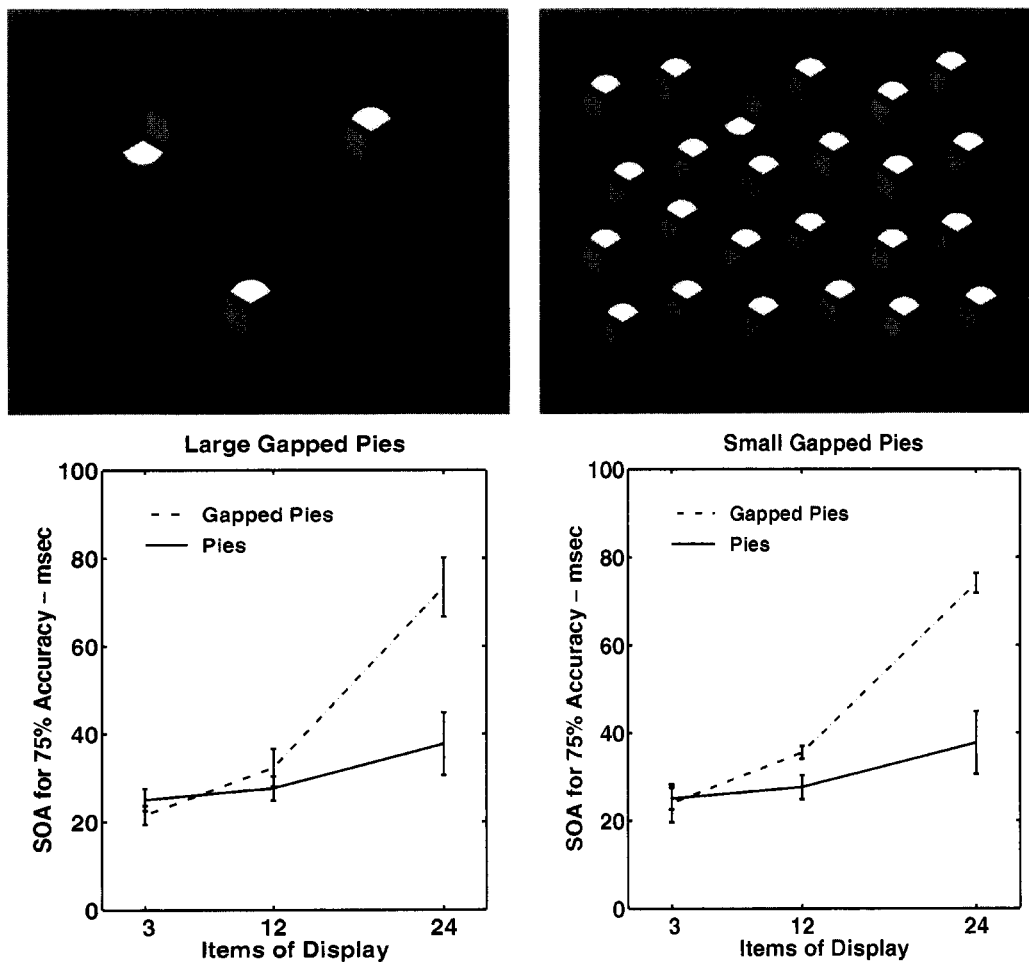 Large Gapped Pies
SOA for 75% Accuracy – msec
100
80
60
40
20
0
- - - Gapped Pies
—— Pies
3 12 24
Items of Display
Small Gapped Pies
SOA for 75% Accuracy – msec
100
80
60
40
20
0
Gapped Pies
Pies
3 12 24
Items of Display